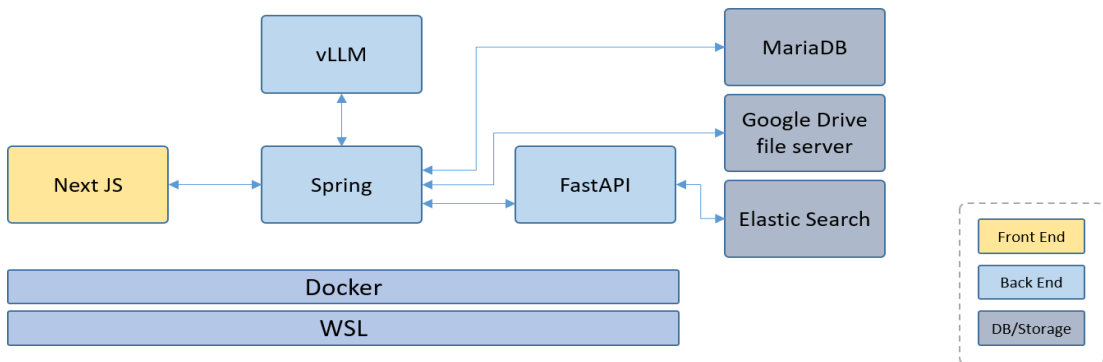 vLLM
MariaDB
Google Drive
file server
Next JS
Spring
FastAPI
Elastic Search
Front End
Docker
Back End
WSL
DB/Storage